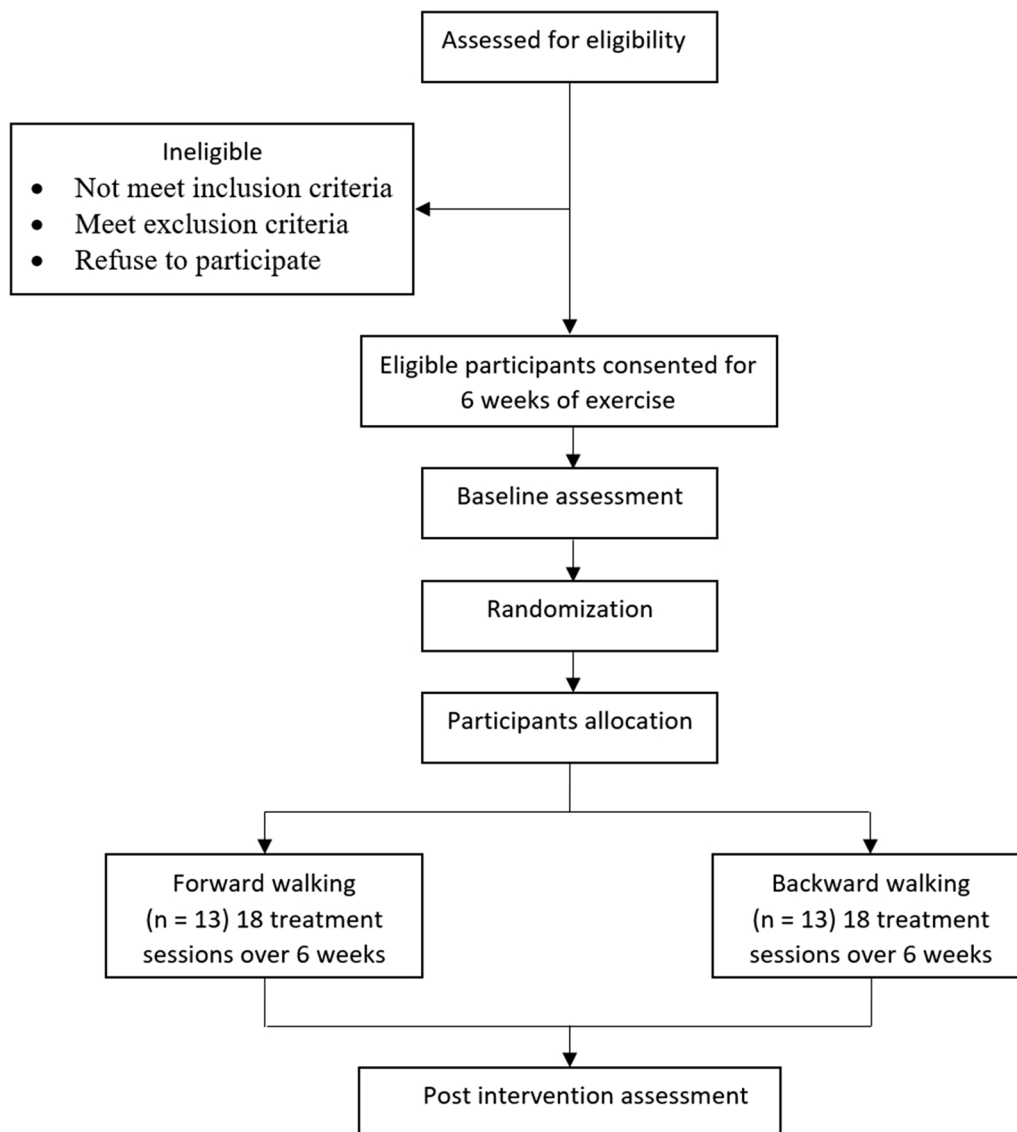 Assessed for eligibility
Ineligible
• Not meet inclusion criteria
• Meet exclusion criteria
• Refuse to participate
Eligible participants consented for
6 weeks of exercise
Baseline assessment
Randomization
Participants allocation
Forward walking
(n = 13) 18 treatment
sessions over 6 weeks
Backward walking
(n = 13) 18 treatment
sessions over 6 weeks
Post intervention assessment